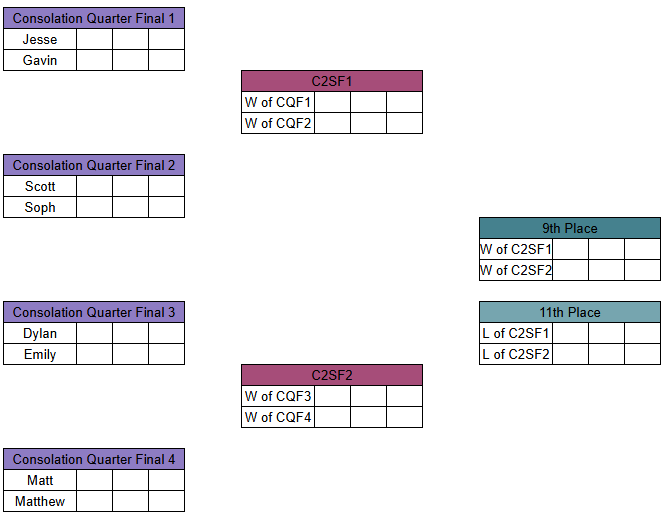 Consolation Quarter Final 1
Jesse
Gavin
C2SF1
W of CQF1
W of CQF2
Consolation Quarter Final 2
Scott
Soph
9th Place
W of C2SF1
W of C2SF2
Consolation Quarter Final 3
Dylan
Emily
11th Place
L of C2SF1
L of C2SF2
C2SF2
W of CQF3
W of CQF4
Consolation Quarter Final 4
Matt
Matthew